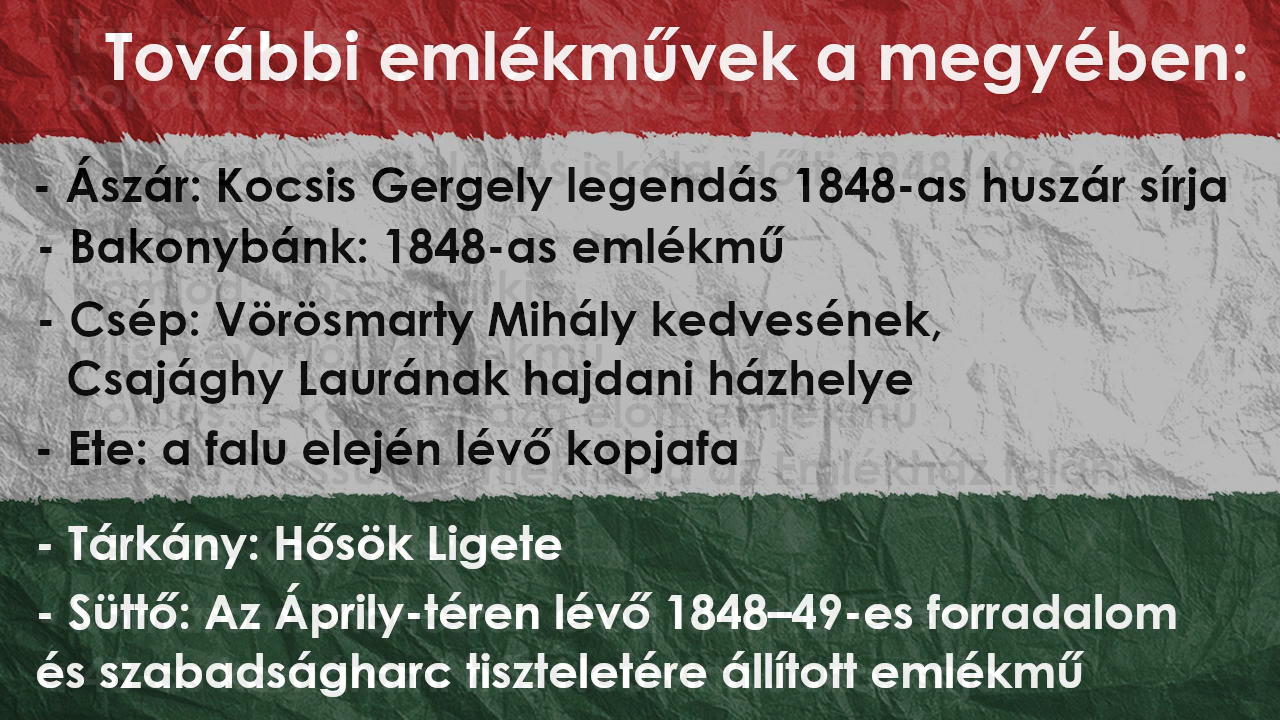 További emlékművek a megyében:
- Ászár: Kocsis Gergely legendás 1848-as huszár sírja
- Bakonybánk: 1848-as emlékmű
- Csép: Vörösmarty Mihály kedvesének,
Csajághy Laurának hajdani házhelye
- Ete: a falu elején lévő kopjafa
- Tárkány: Hősök Ligete
- Süttő: Az Áprily-téren lévő 1848–49-es forradalom
és szabadságharc tiszteletére állított emlékmű